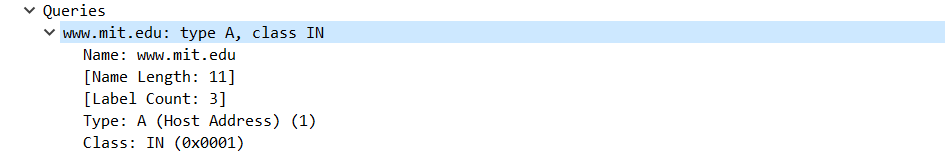 Queries
www.mit.edu: type A, class IN
Name: www.mit.edu
[Name Length: 11]
[Label Count: 3]
Type: A (Host Address) (1)
Class: IN (0x0001)